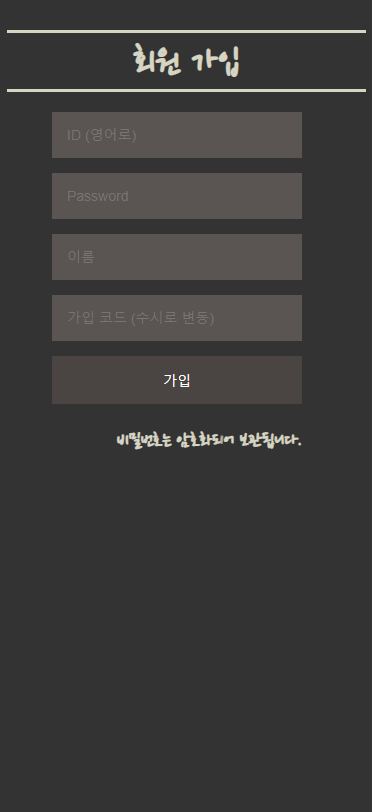 회원 가입
ID (영어로)
Password
이름
가입 코드 (수시로 변동)
가입
비밀번호는 암호화되어 보관됩니다.